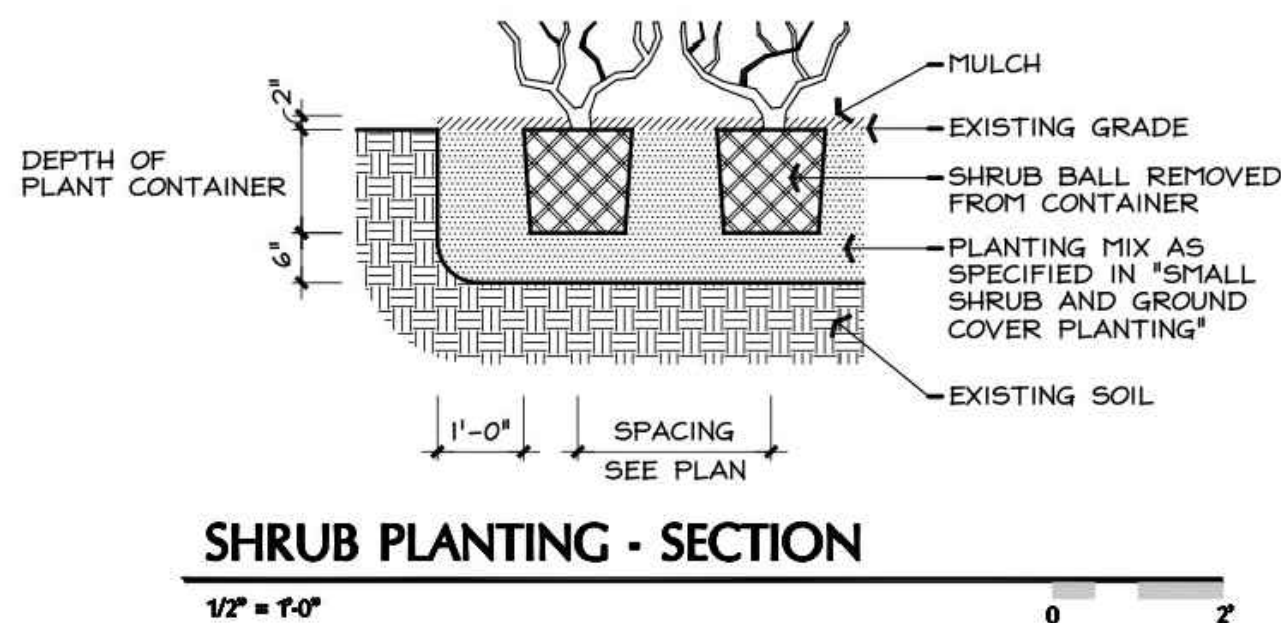 MULCH
EXISTING GRADE
SHRUB BALL REMOVED
FROM CONTAINER
PLANTING MIX AS
SPECIFIED IN "SMALL
SHRUB AND GROUND
COVER PLANTING"
EXISTING SOIL
2"
DEPTH OF
PLANT CONTAINER
6"
1'-0"
SPACING
SEE PLAN
SHRUB PLANTING - SECTION
1/2" = 1'-0"
0 2'